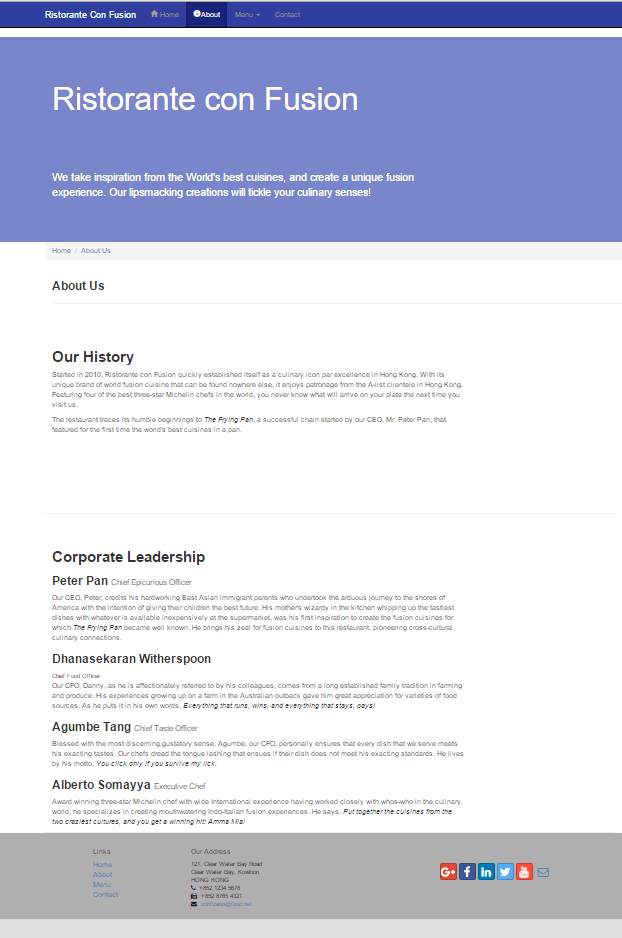 Ristorante Con Fusion Home About Menu Contact
Ristorante con Fusion
We take inspiration from the World's best cuisines, and create a unique fusion
experience. Our lipsmacking creations will tickle your culinary senses!
Home / About Us
About Us
Our History
Started in 2010, Ristorante con Fusion quickly established itself as a culinary icon par excellence in Hong Kong. With its
unique brand of world fusion cuisine that can be found nowhere else, it enjoys patronage from the A-list clientele in Hong Kong.
Featuring four of the best three-star Michelin chefs in the world, you never know what will arrive on your plate the next time you
visit us.
The restaurant traces its humble beginnings to The Frying Pan, a successful chain started by our CEO, Mr. Peter Pan, that
featured for the first time the world's best cuisines in a pan.
Corporate Leadership
Peter Pan Chief Epicurious Officer
Our CEO, Peter, credits his hardworking East Asian immigrant parents who undertook the arduous journey to the shores of
America with the intention of giving their children the best future. His mother's wizardy in the kitchen whipping up the tastiest
dishes with whatever is available inexpensively at the supermarket, was his first inspiration to create the fusion cuisines for
which The Frying Pan became well known. He brings his zeal for fusion cuisines to this restaurant, pioneering cross-cultural
culinary connections.
Dhanasekaran Witherspoon
Chief Food Officer
Our CFO, Danny, as he is affectionately referred to by his colleagues, comes from a long established family tradition in farming
and produce. His experiences growing up on a farm in the Australian outback gave him great appreciation for varieties of food
sources. As he puts it in his own words, Everything that runs, wins, and everything that stays, pays!
Agumbe Tang Chief Taste Officer
Blessed with the most discerning gustatory sense, Agumbe, our CFO, personally ensures that every dish that we serve meets
his exacting tastes. Our chefs dread the tongue lashing that ensues if their dish does not meet his exacting standards. He lives
by his motto, You click only if you survive my lick.
Alberto Somayya Executive Chef
Award winning three-star Michelin chef with wide International experience having worked closely with whos-who in the culinary
world, he specializes in creating mouthwatering Indo-Italian fusion experiences. He says, Put together the cuisines from the
two craziest cultures, and you get a winning hit! Amma Mia!
Links
Home
About
Menu
Contact
Our Address
121, Clear Water Bay Road
Clear Water Bay, Kowloon
HONG KONG
: +852 1234 5678
: +852 8765 4321
: confusion@food.net